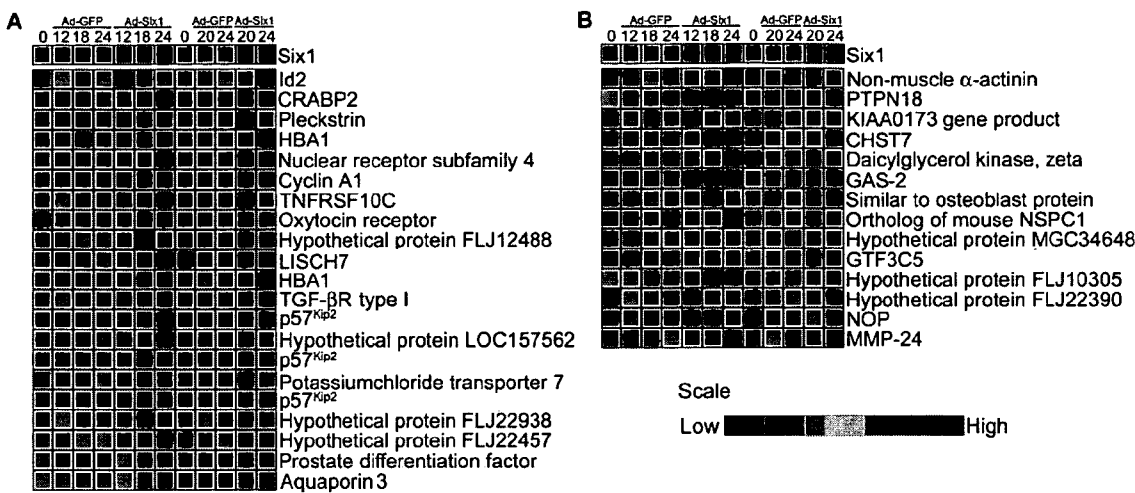 A
Ad-GFP Ad-Six1 Ad-GFP Ad-Six1
0 12 18 24 12 18 24 0 20 24 20 24
Six1
Id2
CRABP2
Pleckstrin
HBA1
Nuclear receptor subfamily 4
Cyclin A1
TNFRSF10C
Oxytocin receptor
Hypothetical protein FLJ12488
LISCH7
HBA1
TGF-βR type I
p57Kip2
Hypothetical protein LOC157562
p57Kip2
Potassiumchloride transporter 7
p57Kip2
Hypothetical protein FLJ22938
Hypothetical protein FLJ22457
Prostate differentiation factor
Aquaporin 3
B
Ad-GFP Ad-Six1 Ad-GFP Ad-Six1
0 12 18 24 12 18 24 0 20 24 20 24
Six1
Non-muscle α-actinin
PTPN18
KIAA0173 gene product
CHST7
Daicylglycerol kinase, zeta
GAS-2
Similar to osteoblast protein
Ortholog of mouse NSPC1
Hypothetical protein MGC34648
GTF3C5
Hypothetical protein FLJ10305
Hypothetical protein FLJ22390
NOP
MMP-24
Scale
Low High